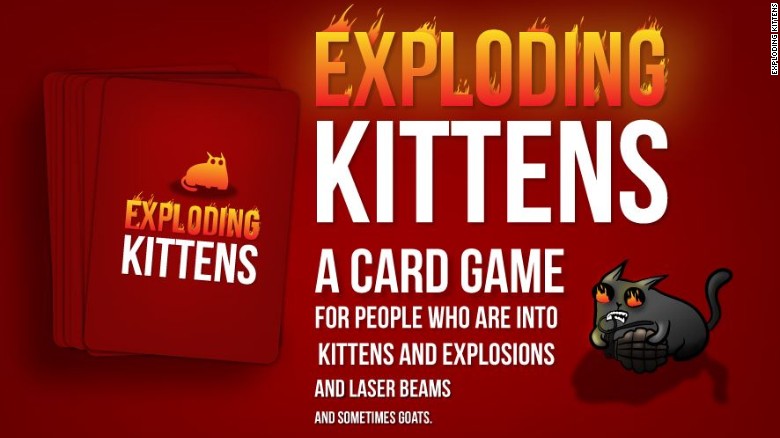 EXPLODING
KITTENS
EXPLODING
KITTENS
A CARD GAME
FOR PEOPLE WHO ARE INTO
KITTENS AND EXPLOSIONS
AND LASER BEAMS
AND SOMETIMES GOATS.
EXPLODING KITTENS